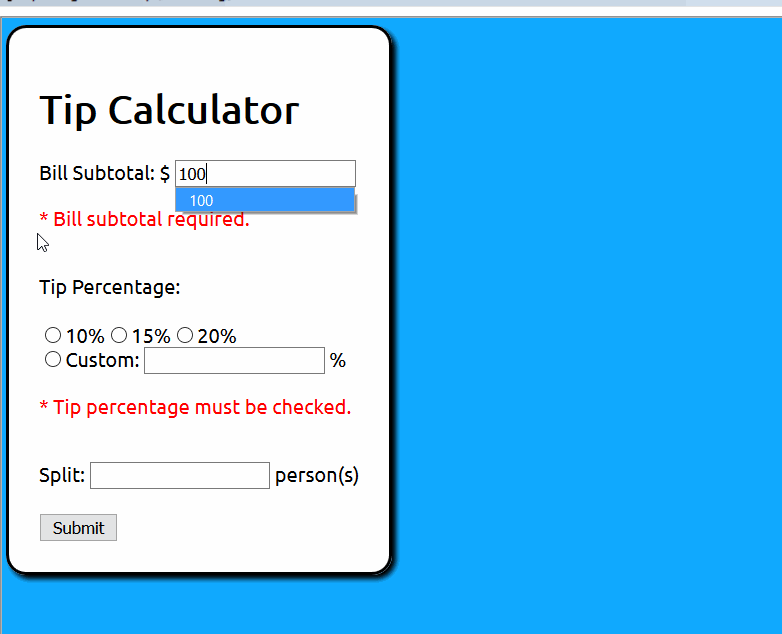 Tip Calculator
Bill Subtotal: $ 100
100
* Bill subtotal required.
Tip Percentage:
10% 15% 20%
Custom: %
* Tip percentage must be checked.
Split: person(s)
Submit